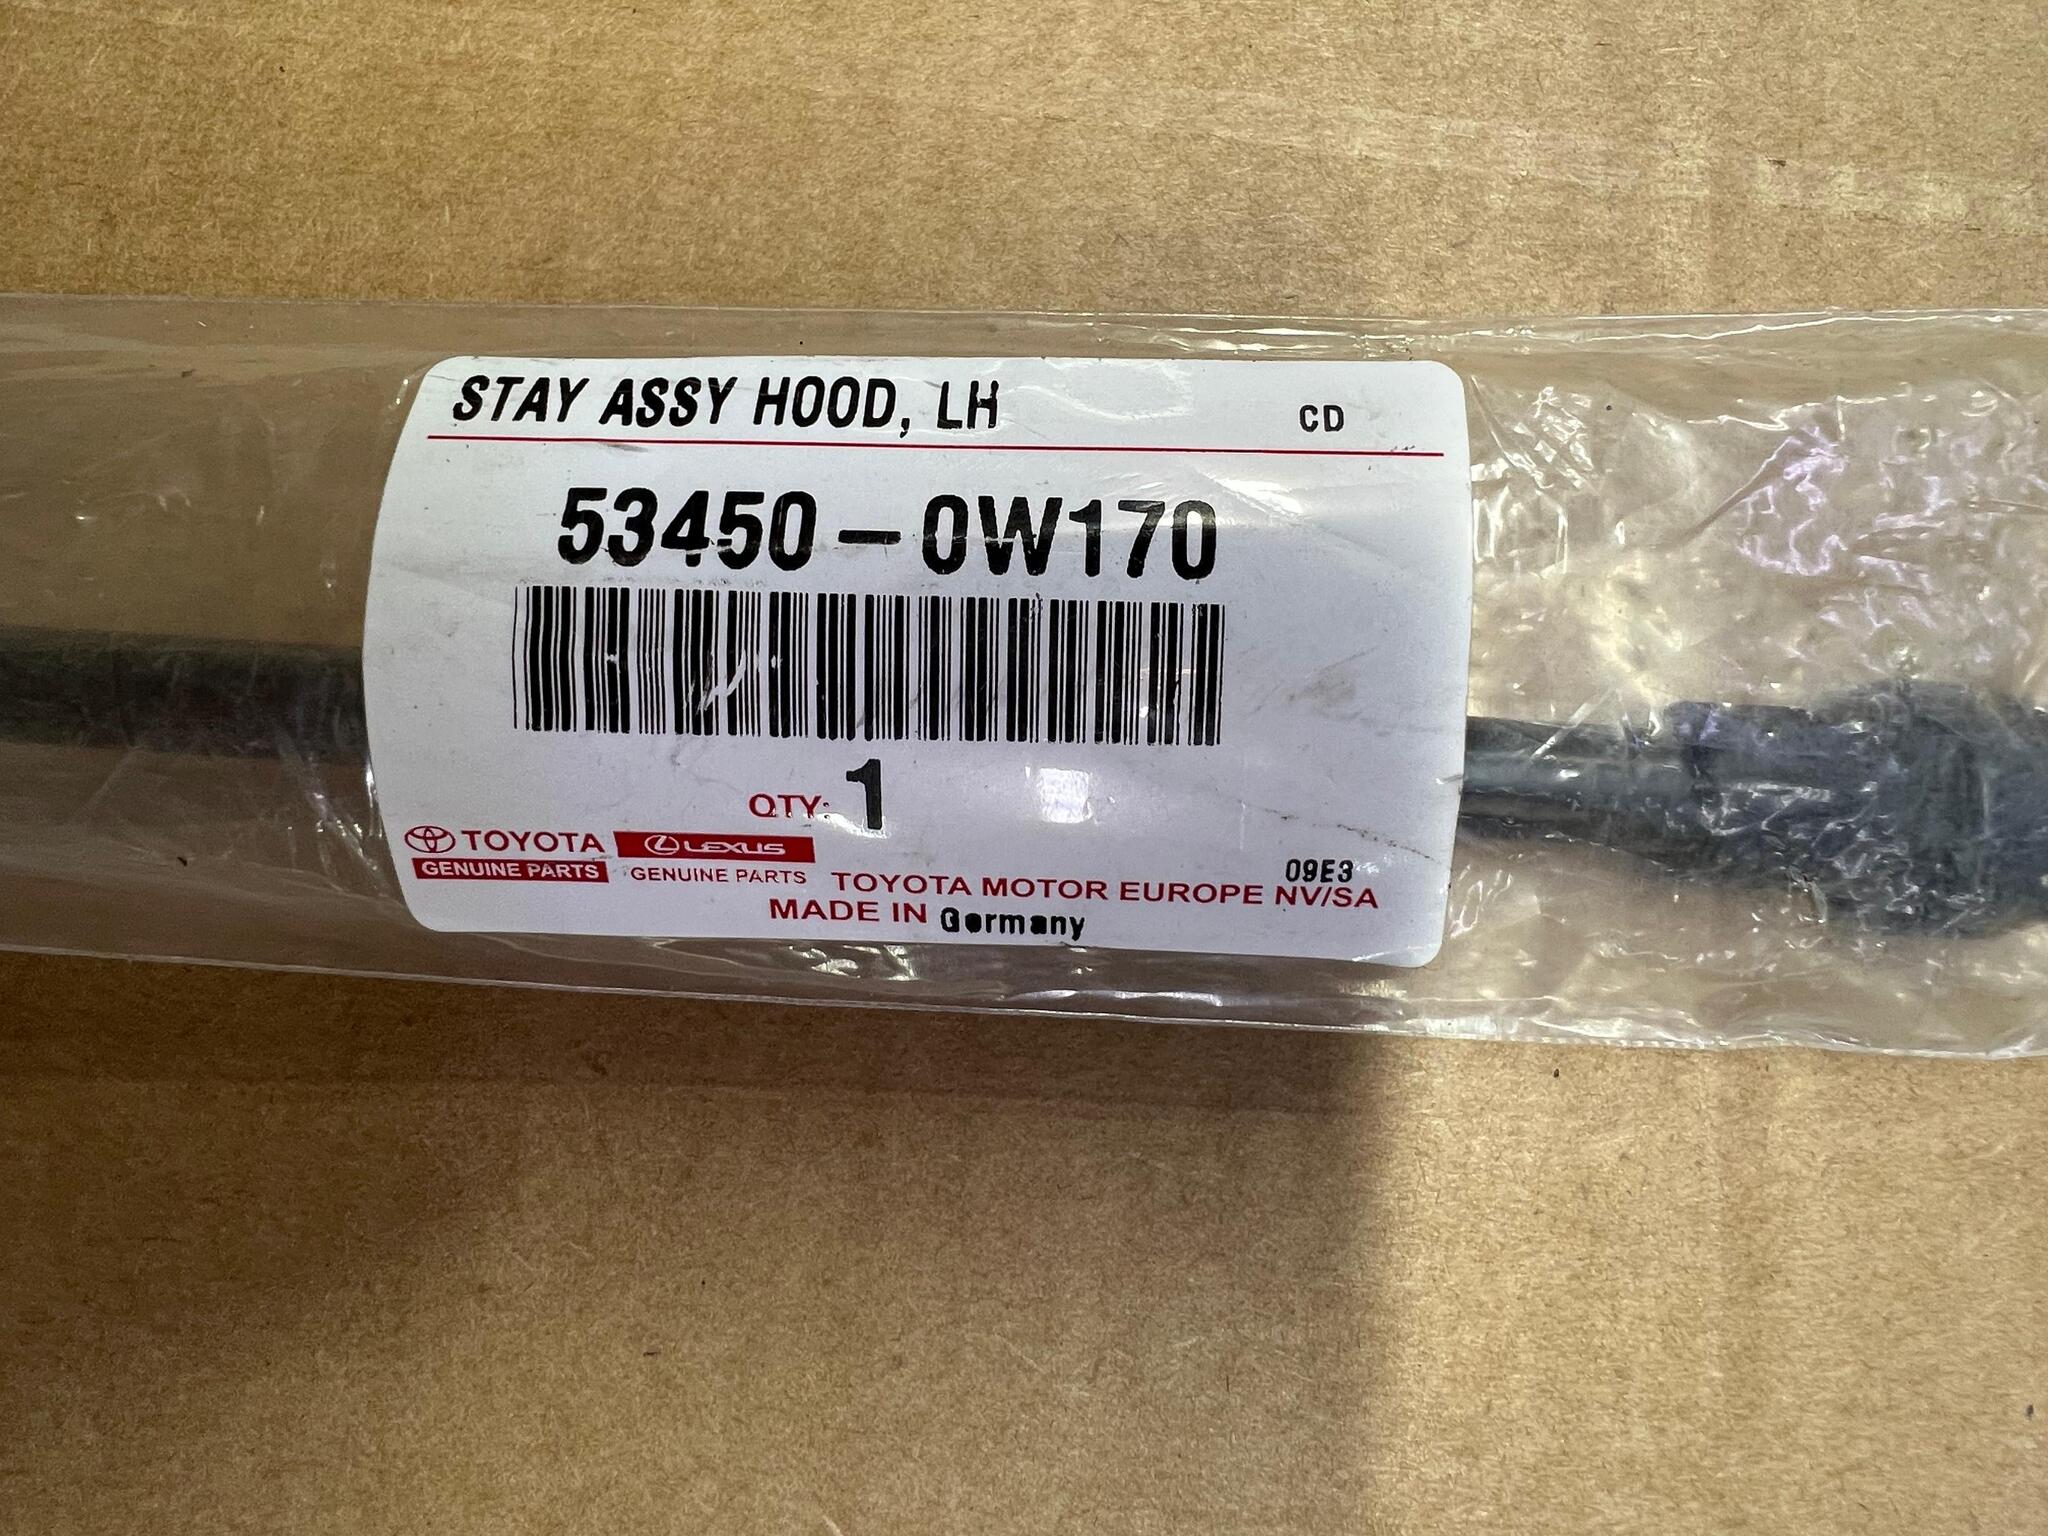 STAY ASSY HOOD, LH CD
53450-0W170
QTY: 1
TOYOTA LEXUS
GENUINE PARTS GENUINE PARTS
09E3
TOYOTA MOTOR EUROPE NV/SA
MADE IN Germany